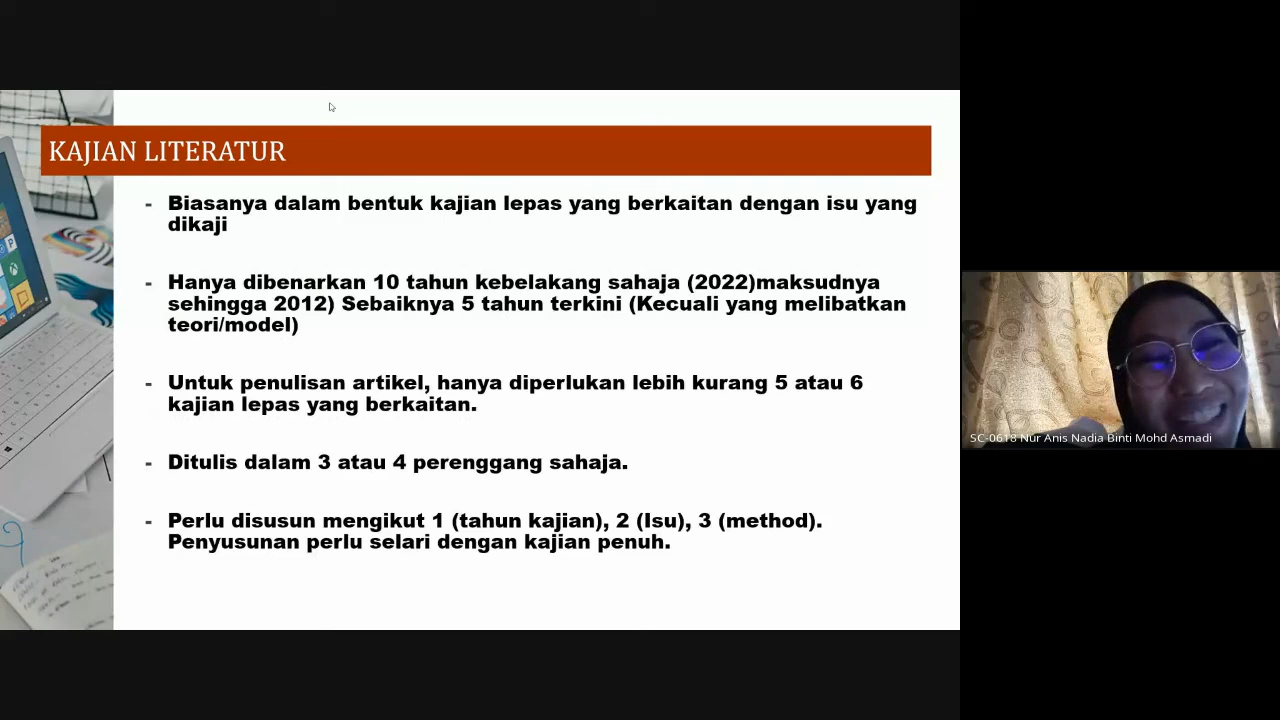 KAJIAN LITERATUR
- Biasanya dalam bentuk kajian lepas yang berkaitan dengan isu yang
dikaji
- Hanya dibenarkan 10 tahun kebelakang sahaja (2022)maksudnya
sehingga 2012) Sebaiknya 5 tahun terkini (Kecuali yang melibatkan
teori/model)
- Untuk penulisan artikel, hanya diperlukan lebih kurang 5 atau 6
kajian lepas yang berkaitan.
- Ditulis dalam 3 atau 4 perenggang sahaja.
- Perlu disusun mengikut 1 (tahun kajian), 2 (Isu), 3 (method).
Penyusunan perlu selari dengan kajian penuh.
SC-0618 Nur Anis Nadia Binti Mohd Asmadi